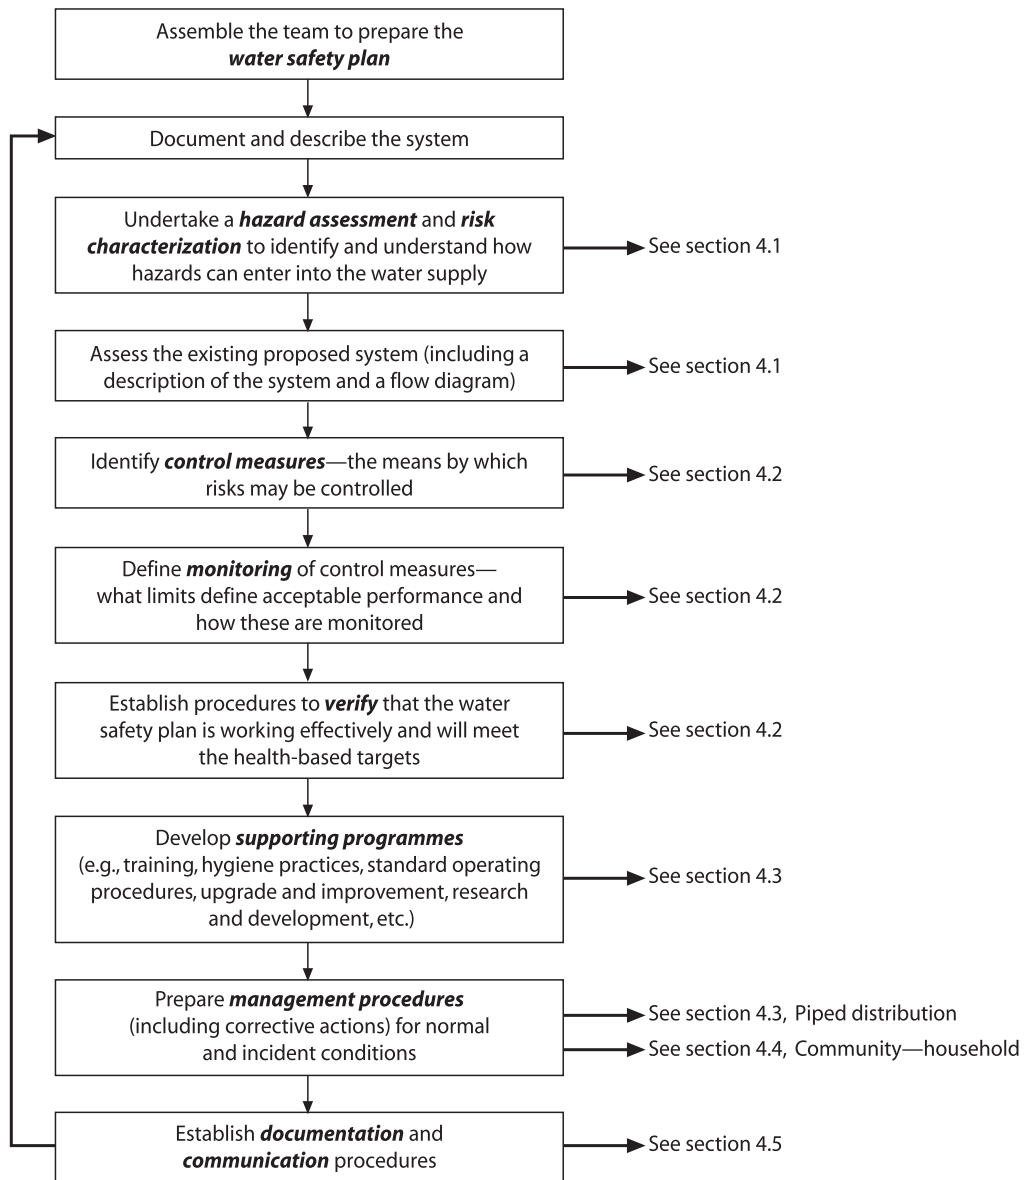 Assemble the team to prepare the
water safety plan
Document and describe the system
Undertake a hazard assessment and risk
characterization to identify and understand how
hazards can enter into the water supply
See section 4.1
Assess the existing proposed system (including a
description of the system and a flow diagram)
See section 4.1
Identify control measures—the means by which
risks may be controlled
See section 4.2
Define monitoring of control measures—
what limits define acceptable performance and
how these are monitored
See section 4.2
Establish procedures to verify that the water
safety plan is working effectively and will meet
the health-based targets
See section 4.2
Develop supporting programmes
(e.g., training, hygiene practices, standard operating
procedures, upgrade and improvement, research
and development, etc.)
See section 4.3
Prepare management procedures
(including corrective actions) for normal
and incident conditions
See section 4.3, Piped distribution
See section 4.4, Community—household
Establish documentation and
communication procedures
See section 4.5